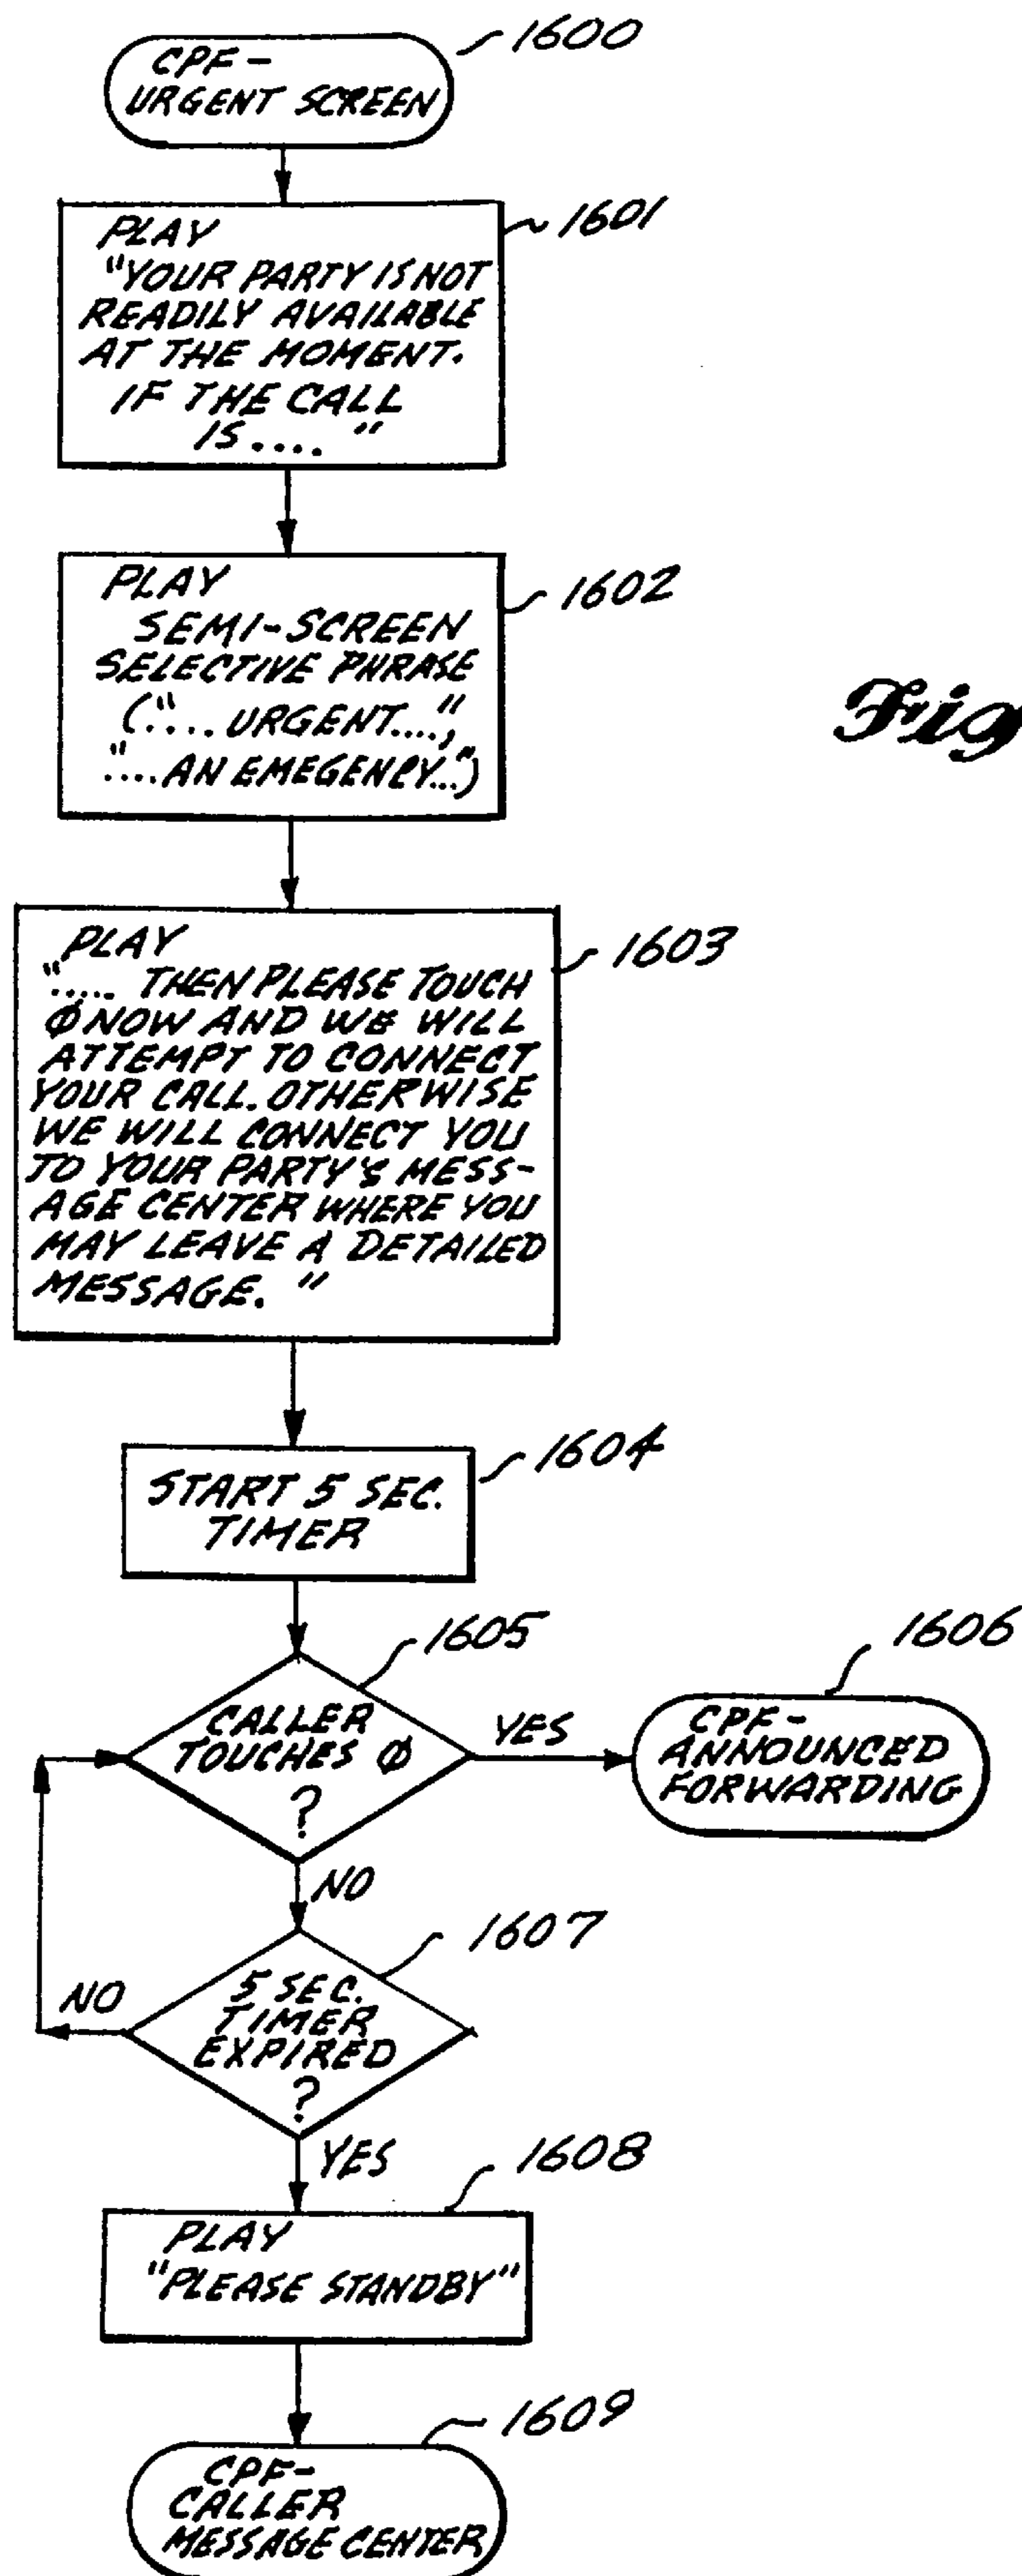 1600
CPF-
URGENT SCREEN
1601
PLAY
"YOUR PARTY IS NOT
READILY AVAILABLE
AT THE MOMENT.
IF THE CALL
IS...."
1602
PLAY
SEMI-SCREEN
SELECTIVE PHRASE
("....URGENT....,"
"....AN EMEGENCY...")
Fig
1603
PLAY
"..... THEN PLEASE TOUCH
Ø NOW AND WE WILL
ATTEMPT TO CONNECT
YOUR CALL. OTHERWISE
WE WILL CONNECT YOU
TO YOUR PARTY'S MESS-
AGE CENTER WHERE YOU
MAY LEAVE A DETAILED
MESSAGE."
1604
START 5 SEC.
TIMER
1605
CALLER
TOUCHES Ø
?
YES
1606
CPF-
ANNOUNCED
FORWARDING
NO
1607
5 SEC.
TIMER
EXPIRED
?
NO
YES
1608
PLAY
"PLEASE STANDBY"
1609
CPF-
CALLER
MESSAGE CENTER